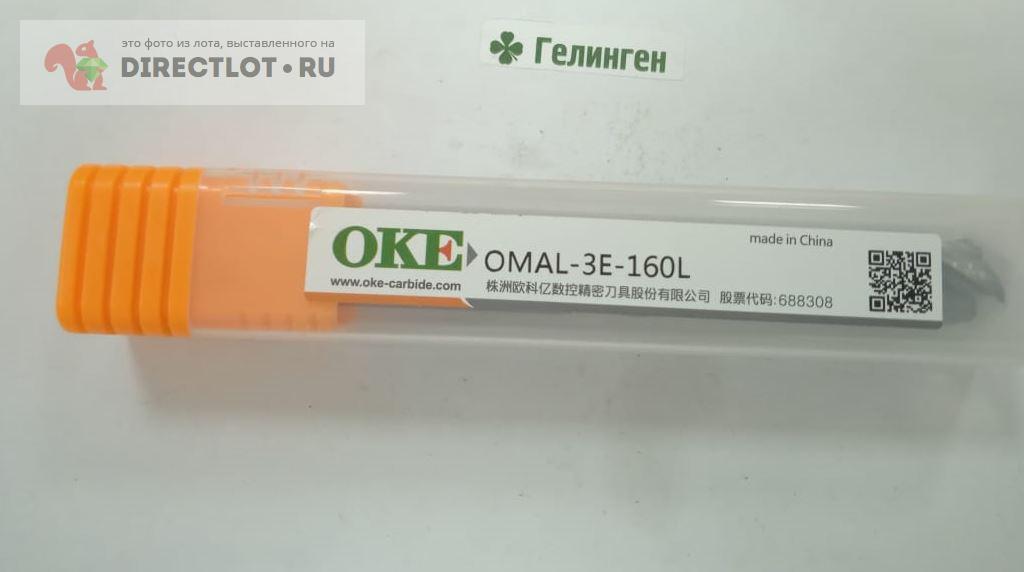 это фото из лота, выставленного на
DIRECTLOT.RU
Гелинген
OKE
www.oke-carbide.com
OMAL-3E-160L
made in China
株洲欧科亿数控精密刀具股份有限公司 股票代码:688308